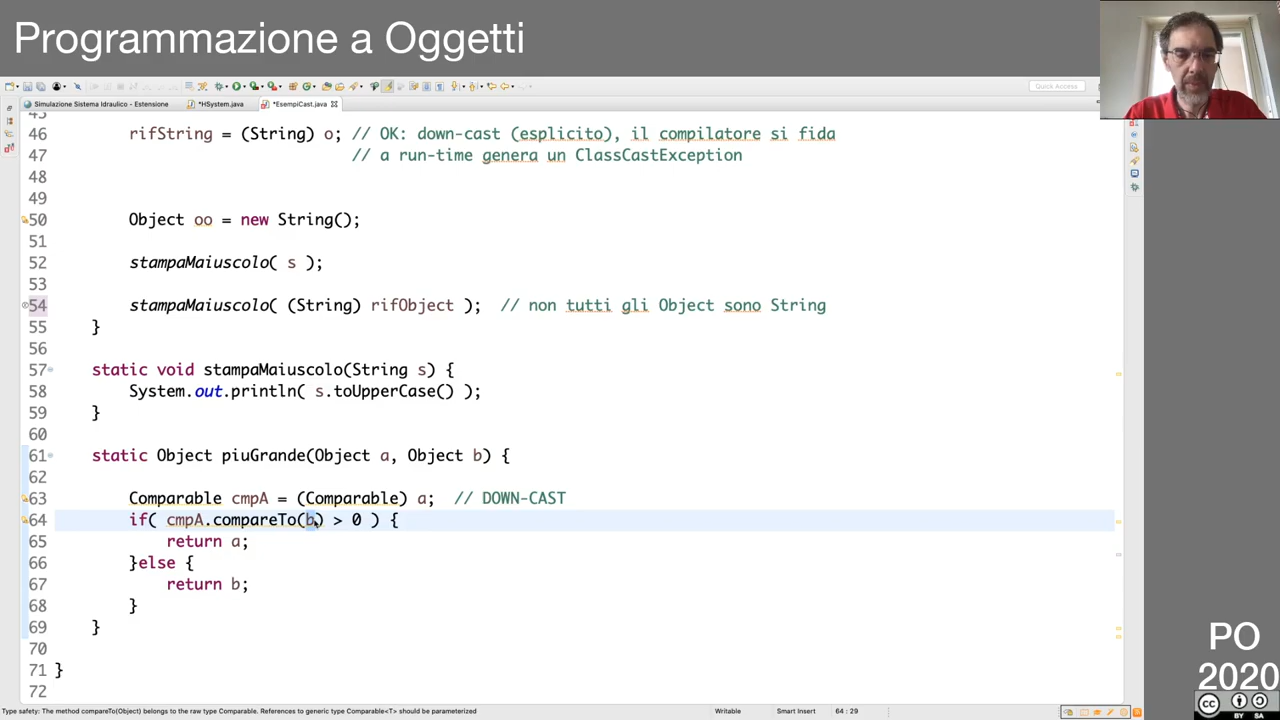 Programmazione a Oggetti
Quick Access
Simulazione Sistema Idraulico - Estensione
*HSystem.java
*EsempiCast.java
45
46 rifString = (String) o; // OK: down-cast (esplicito), il compilatore si fida
47 // a run-time genera un ClassCastException
48
49
50 Object oo = new String();
51
52 stampaMaiuscolo( s );
53
54 stampaMaiuscolo( (String) rifObject ); // non tutti gli Object sono String
55 }
56
57 static void stampaMaiuscolo(String s) {
58 System.out.println( s.toUpperCase() );
59 }
60
61 static Object piuGrande(Object a, Object b) {
62
63 Comparable cmpA = (Comparable) a; // DOWN-CAST
64 if( cmpA.compareTo(b) > 0 ) {
65 return a;
66 }else {
67 return b;
68 }
69 }
70
71 }
72
Type safety: The method compareTo(Object) belongs to the raw type Comparable. References to generic type Comparable<T> should be parameterized
Writable
Smart Insert
64 : 29
PO
2020
CC
BY SA